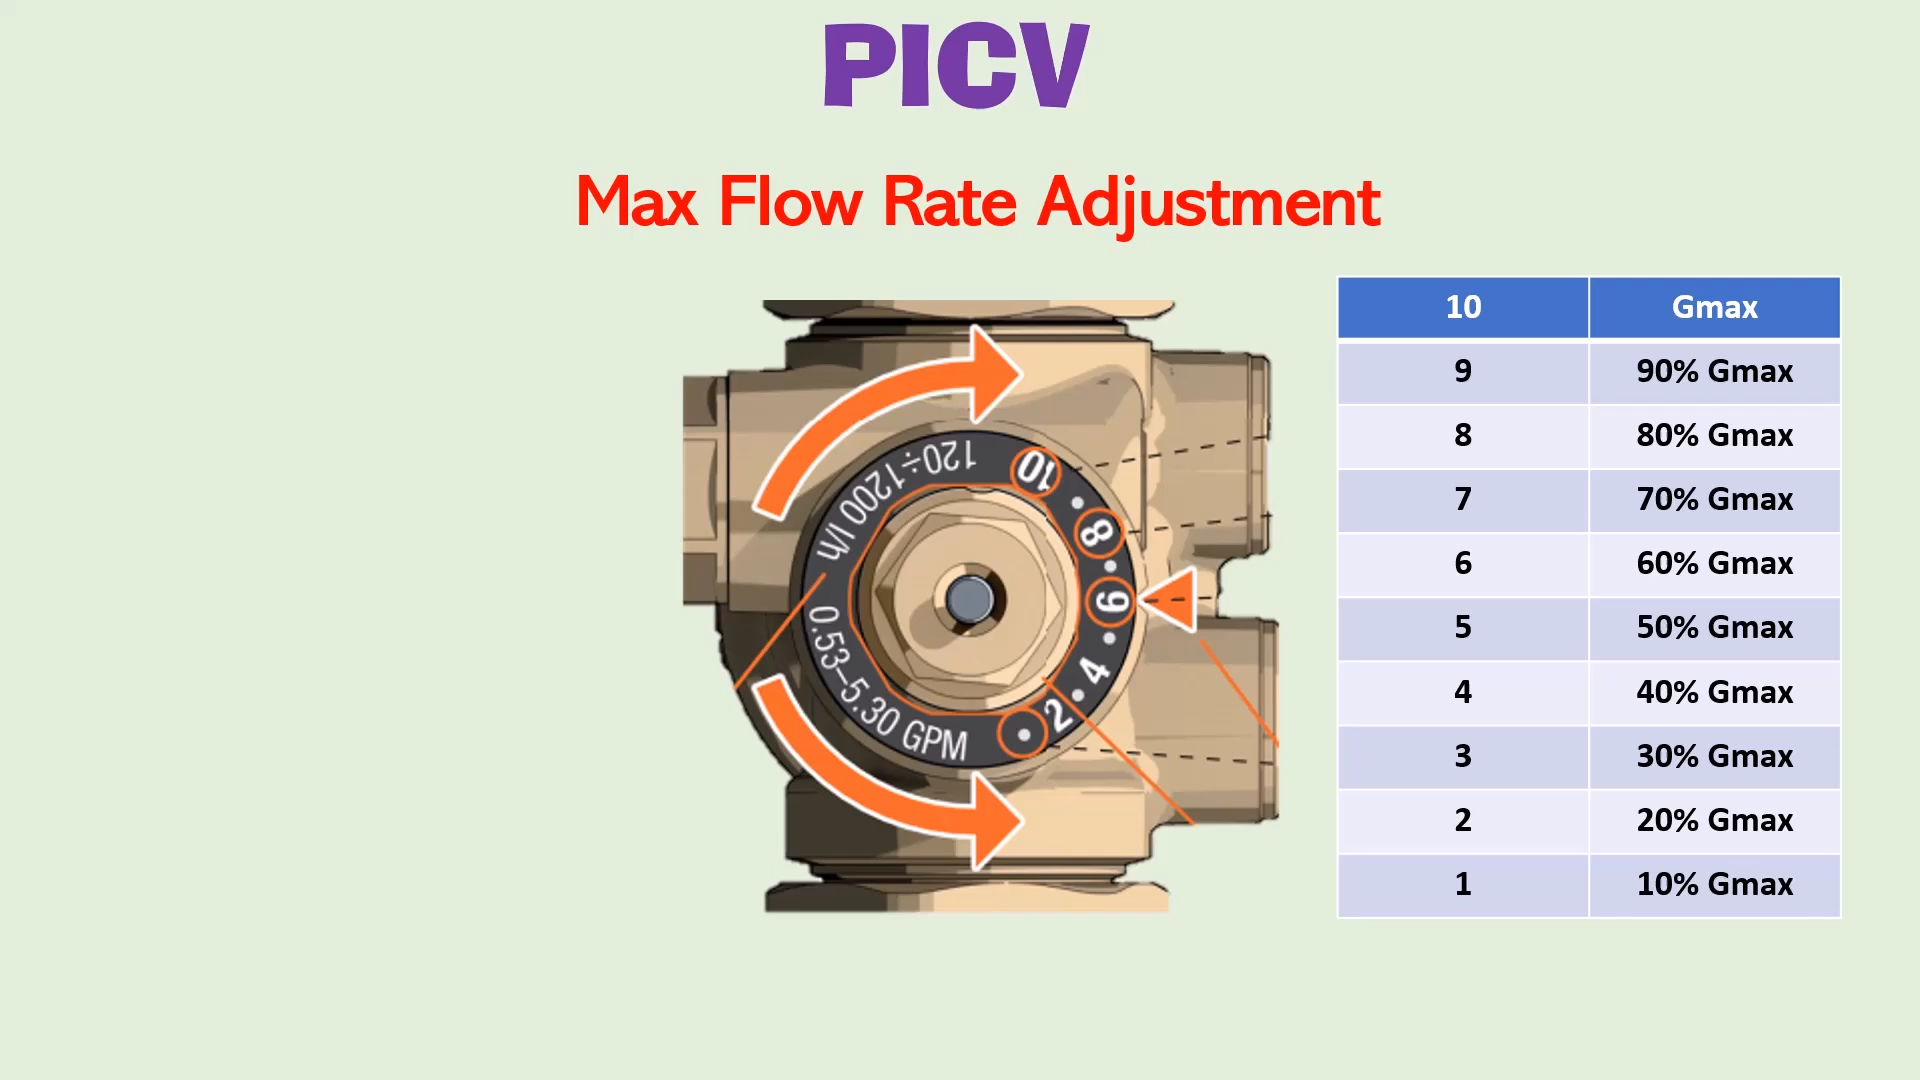 PICV
Max Flow Rate Adjustment
120÷1200 l/h
0.53–5.30 GPM
10
8
6
4
2
10 Gmax
9 90% Gmax
8 80% Gmax
7 70% Gmax
6 60% Gmax
5 50% Gmax
4 40% Gmax
3 30% Gmax
2 20% Gmax
1 10% Gmax